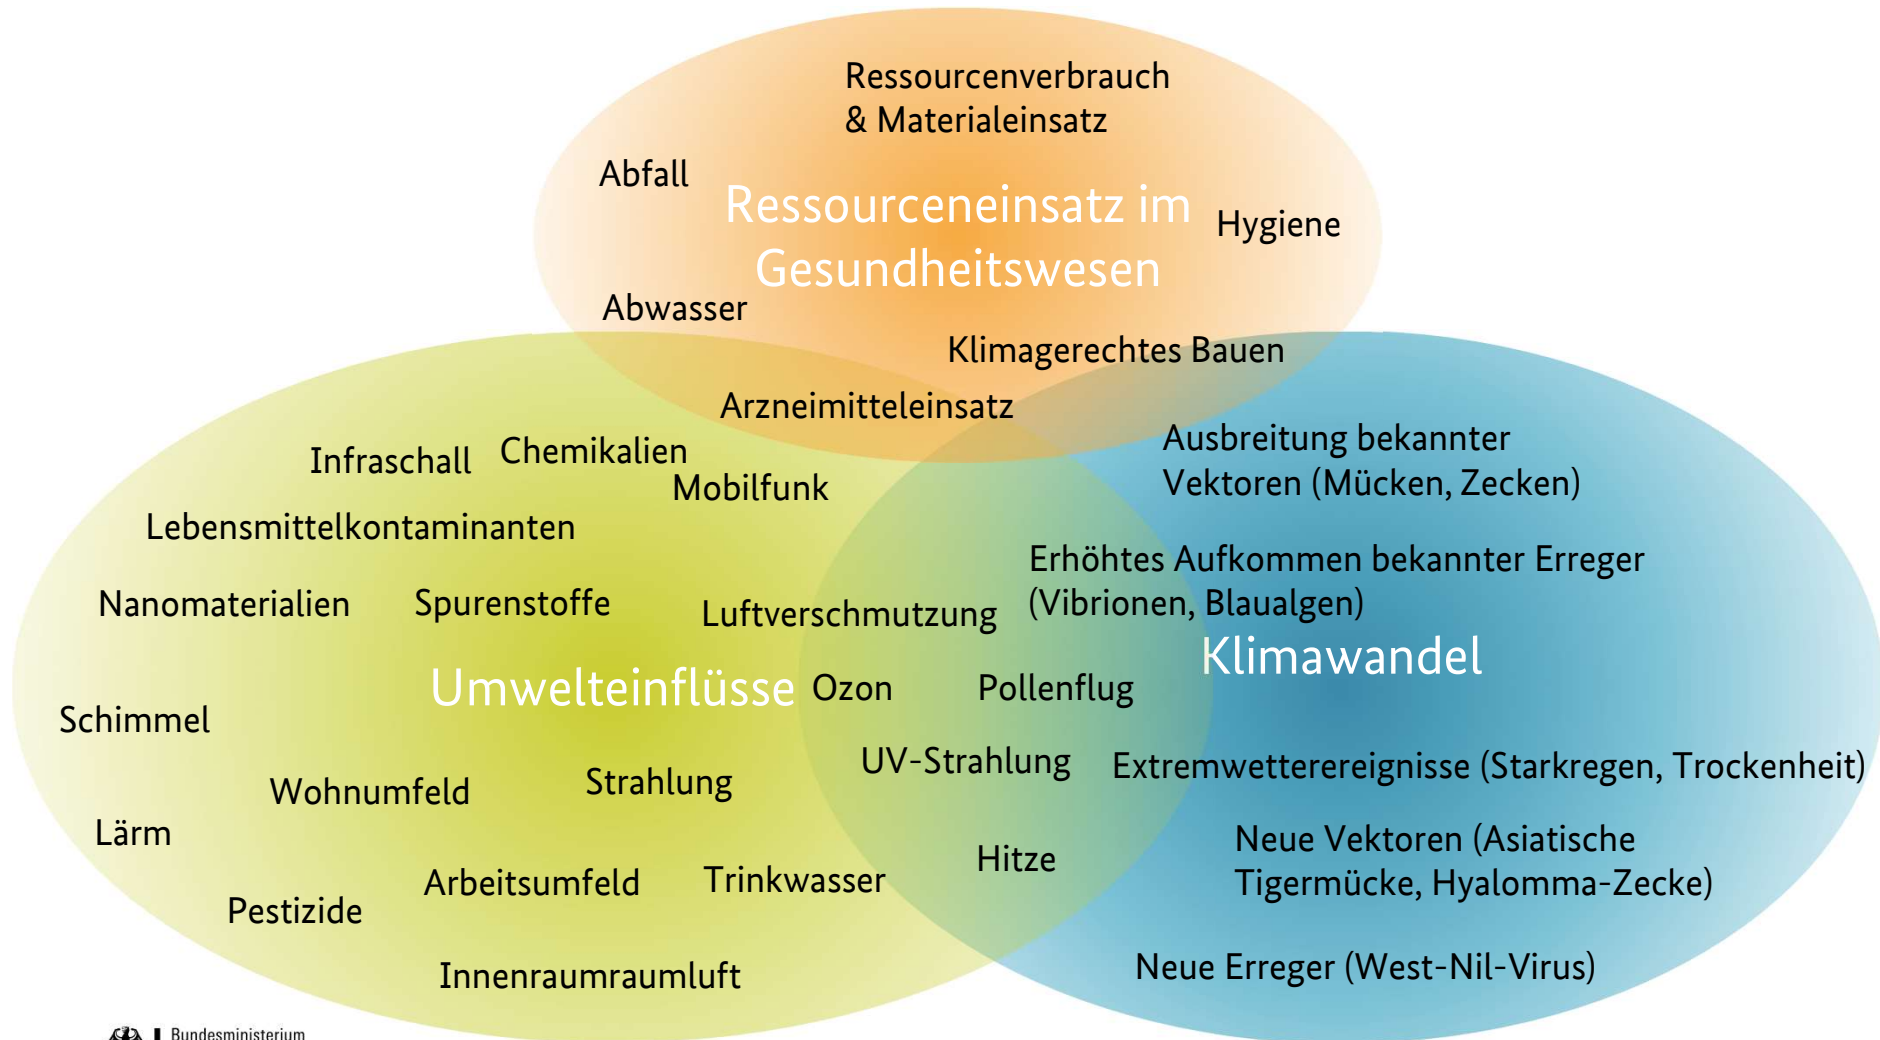 Ressourcenverbrauch
& Materialeinsatz
Abfall
Ressourceneinsatz im
Gesundheitswesen
Hygiene
Abwasser
Klimagerechtes Bauen
Arzneimitteleinsatz
Infraschall
Chemikalien
Mobilfunk
Lebensmittelkontaminanten
Nanomaterialien
Spurenstoffe
Luftverschmutzung
Umwelteinflüsse
Ozon
Pollenflug
Schimmel
UV-Strahlung
Wohnumfeld
Strahlung
Lärm
Hitze
Arbeitsumfeld
Trinkwasser
Pestizide
Innenraumraumluft
Ausbreitung bekannter
Vektoren (Mücken, Zecken)
Erhöhtes Aufkommen bekannter Erreger
(Vibrionen, Blaualgen)
Klimawandel
Extremwetterereignisse (Starkregen, Trockenheit)
Neue Vektoren (Asiatische
Tigermücke, Hyalomma-Zecke)
Neue Erreger (West-Nil-Virus)
Bundesministerium